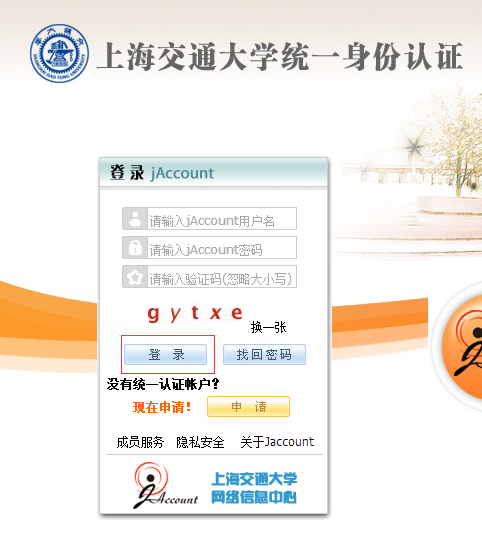 上海交通大学统一身份认证
登录 jAccount
请输入jAccount用户名
请输入jAccount密码
请输入验证码(忽略大小写)
gytxe
换一张
登 录 找回密码
没有统一认证帐户？
现在申请！ 申 请
成员服务 隐私安全 关于Jaccount
jAccount
上海交通大学
网络信息中心